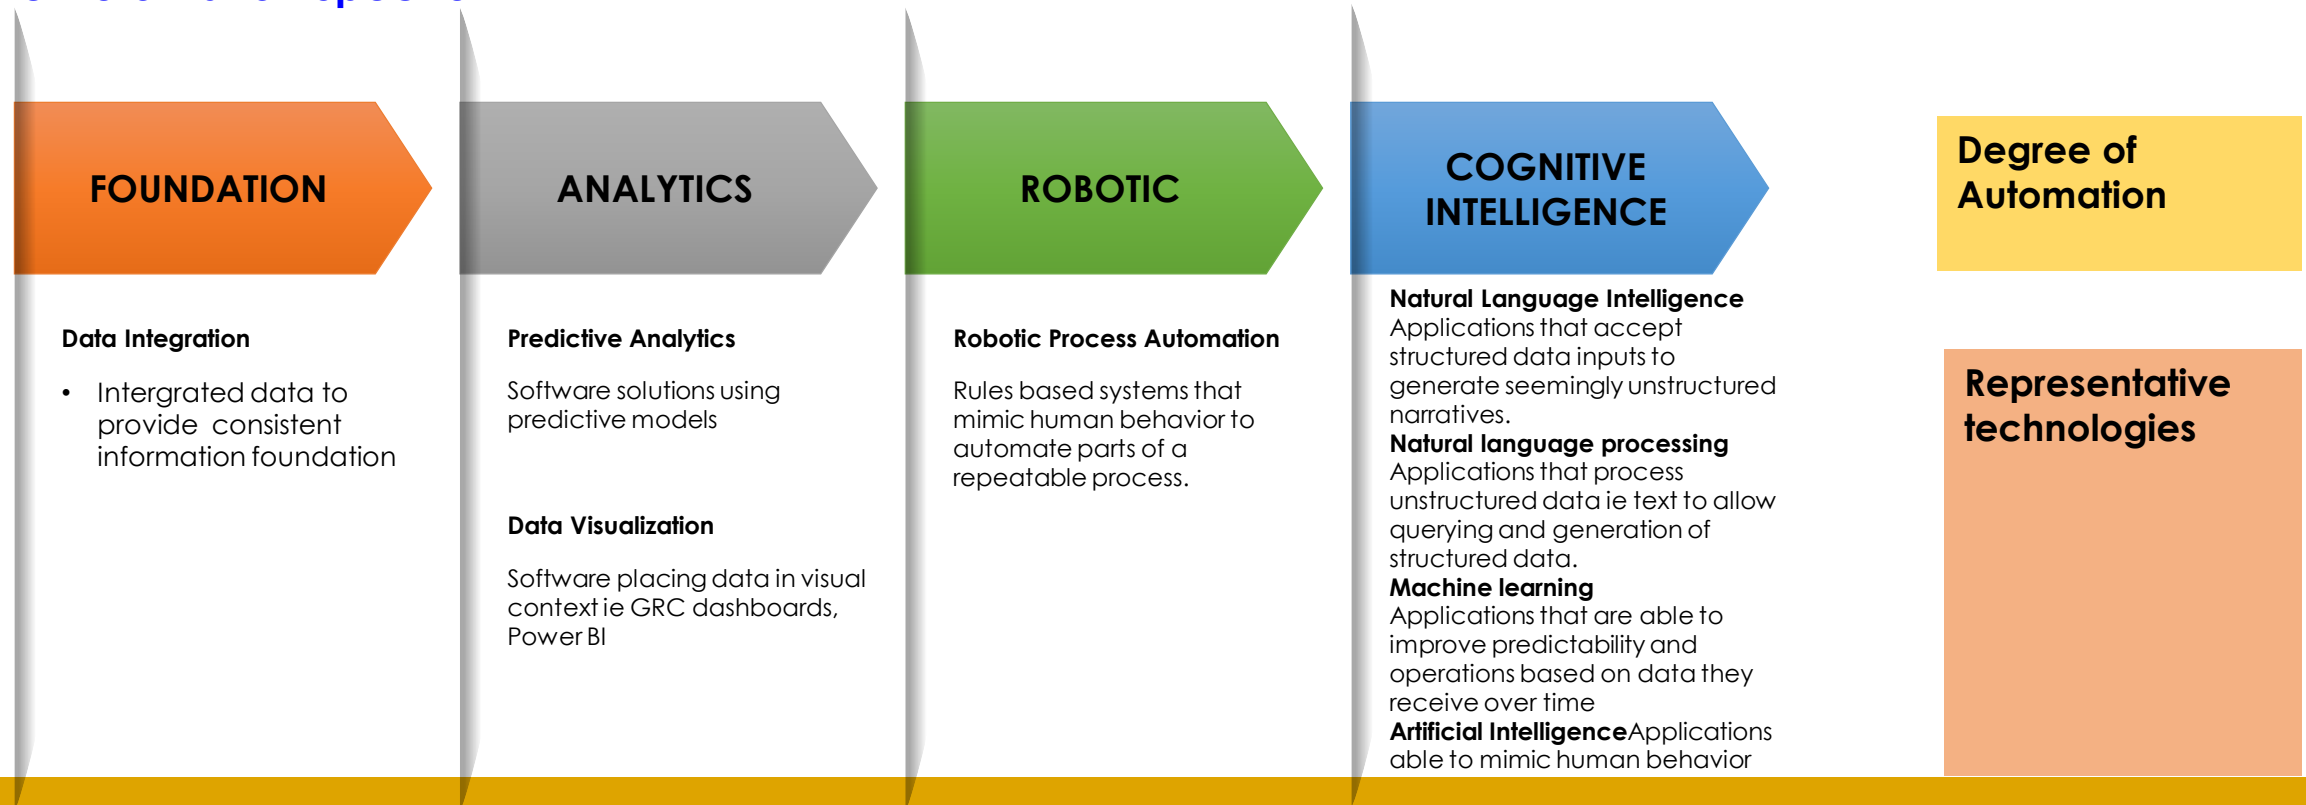 FOUNDATION
Data Integration
• Intergrated data to
provide consistent
information foundation
ANALYTICS
Predictive Analytics
Software solutions using
predictive models
Data Visualization
Software placing data in visual
context ie GRC dashboards,
Power BI
ROBOTIC
Robotic Process Automation
Rules based systems that
mimic human behavior to
automate parts of a
repeatable process.
COGNITIVE
INTELLIGENCE
Natural Language Intelligence
Applications that accept
structured data inputs to
generate seemingly unstructured
narratives.
Natural language processing
Applications that process
unstructured data ie text to allow
querying and generation of
structured data.
Machine learning
Applications that are able to
improve predictability and
operations based on data they
receive over time
Artificial IntelligenceApplications
able to mimic human behavior
Degree of
Automation
Representative
technologies